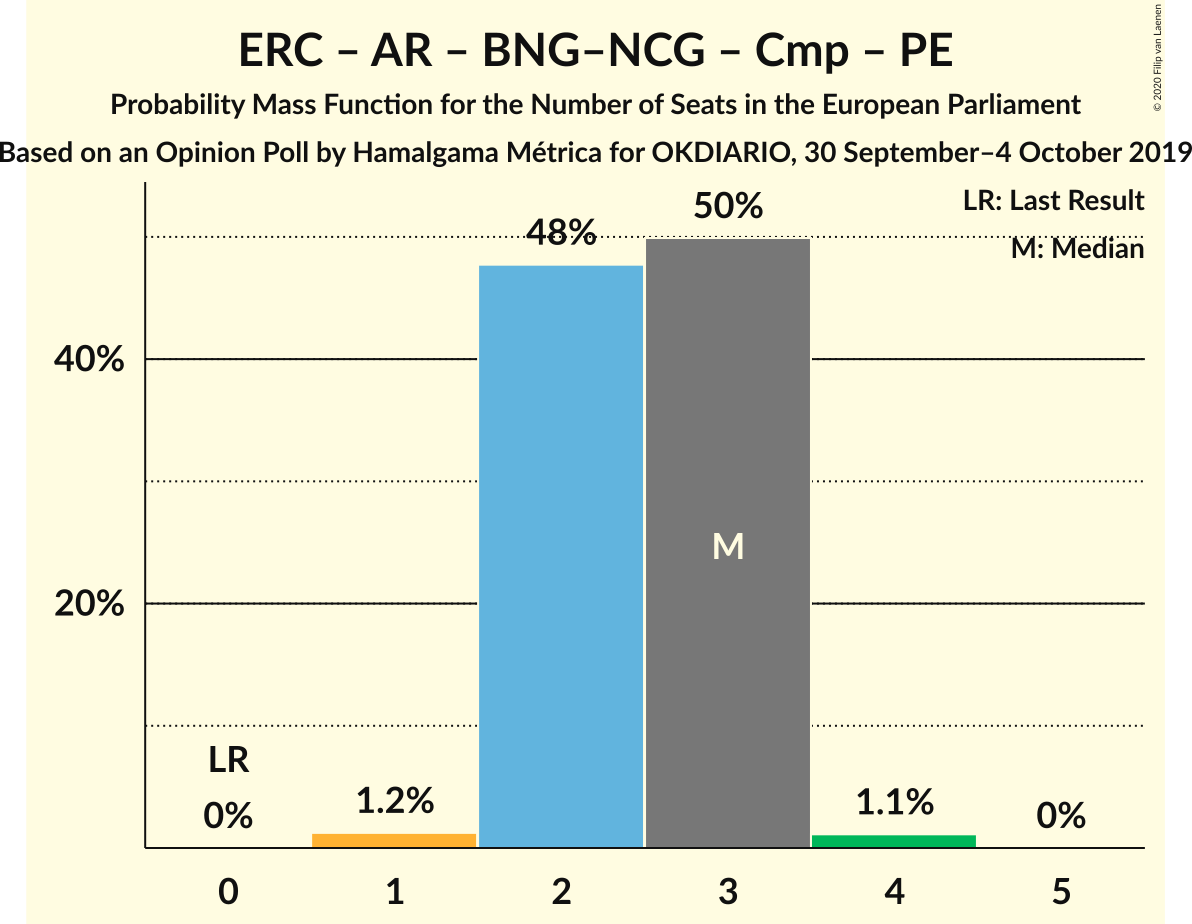 ERC – AR – BNG–NCG – Cmp – PE
Probability Mass Function for the Number of Seats in the European Parliament
Based on an Opinion Poll by Hamalgama Métrica for OKDIARIO, 30 September–4 October 2019
© 2020 Filip van Laenen
LR: Last Result
M: Median
50%
48%
40%
M
20%
LR
0%
1.2%
1.1%
0%
0 1 2 3 4 5